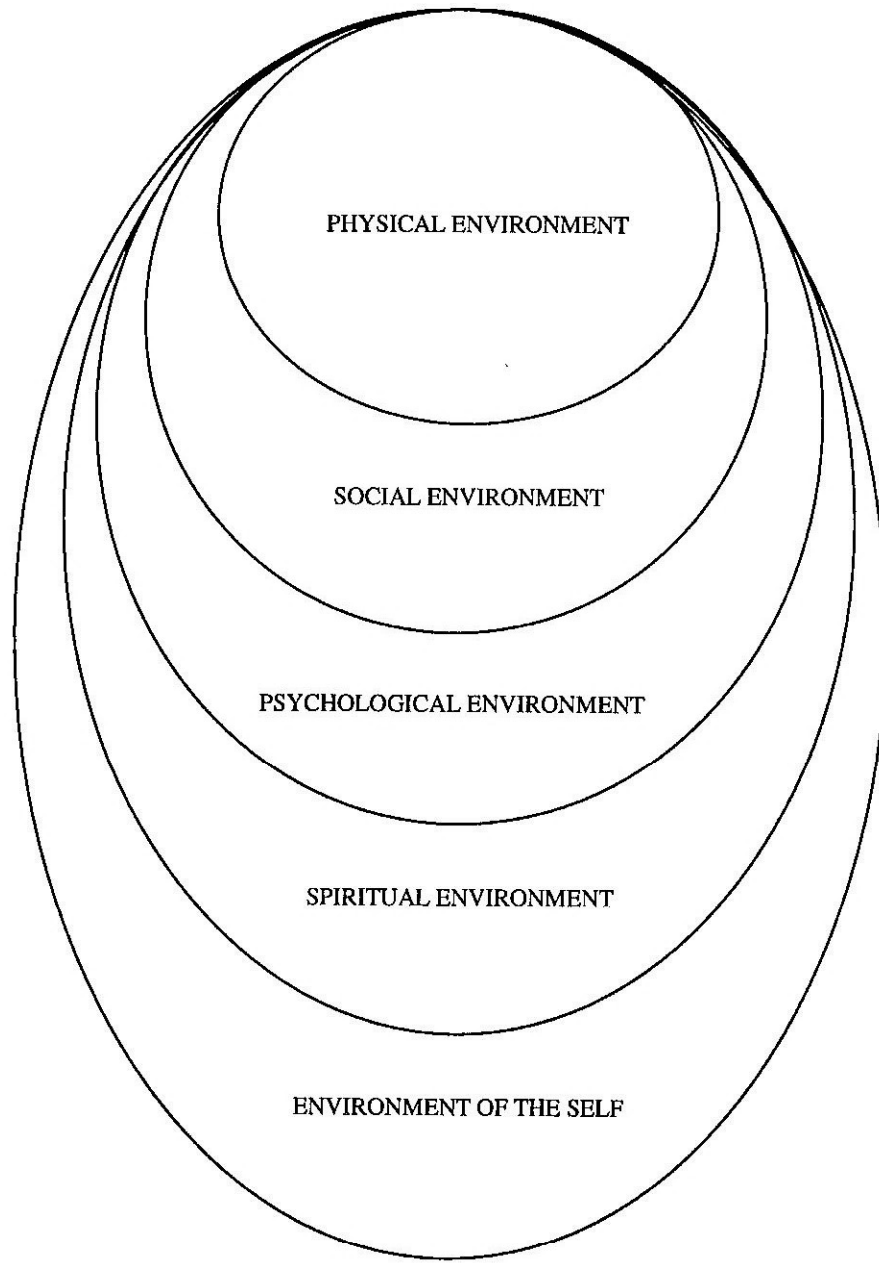 PHYSICAL ENVIRONMENT
SOCIAL ENVIRONMENT
PSYCHOLOGICAL ENVIRONMENT
SPIRITUAL ENVIRONMENT
ENVIRONMENT OF THE SELF